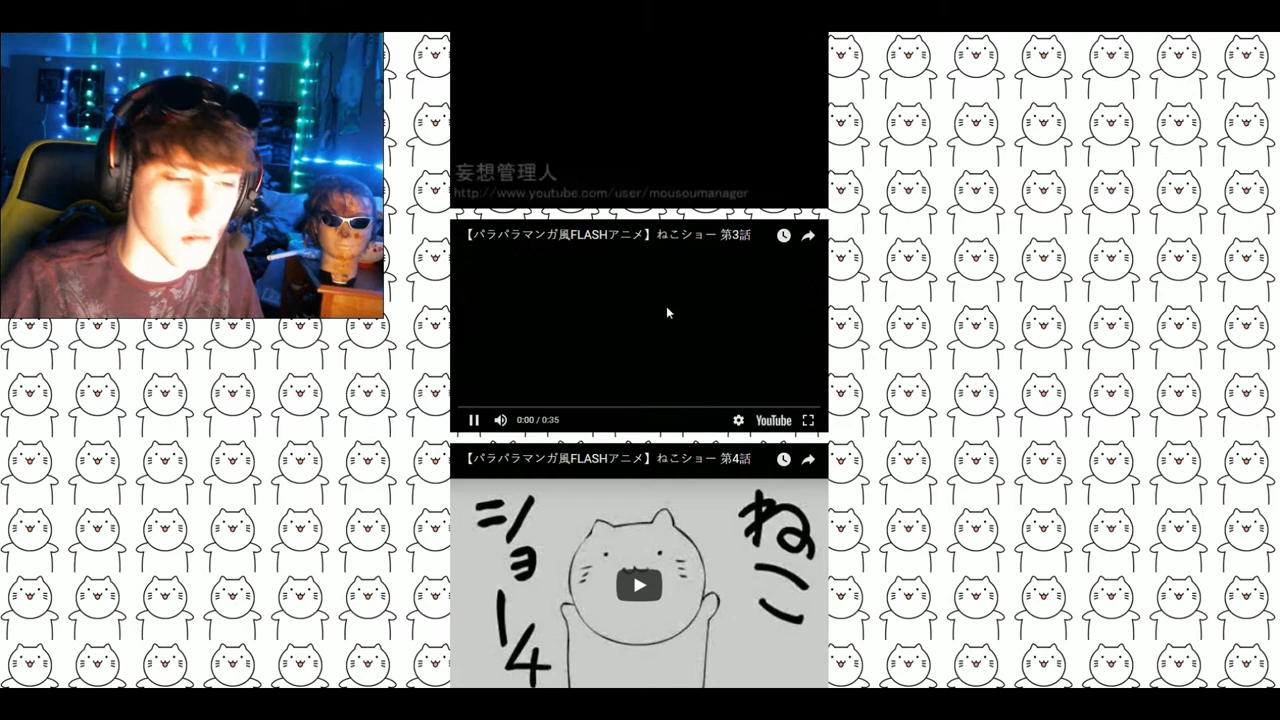 妄想管理人
http://www.youtube.com/user/mousoumanager
【パラパラマンガ風FLASHアニメ】ねこショー 第3話
0:00 / 0:35
YouTube
【パラパラマンガ風FLASHアニメ】ねこショー 第4話
ねこ
ショー4